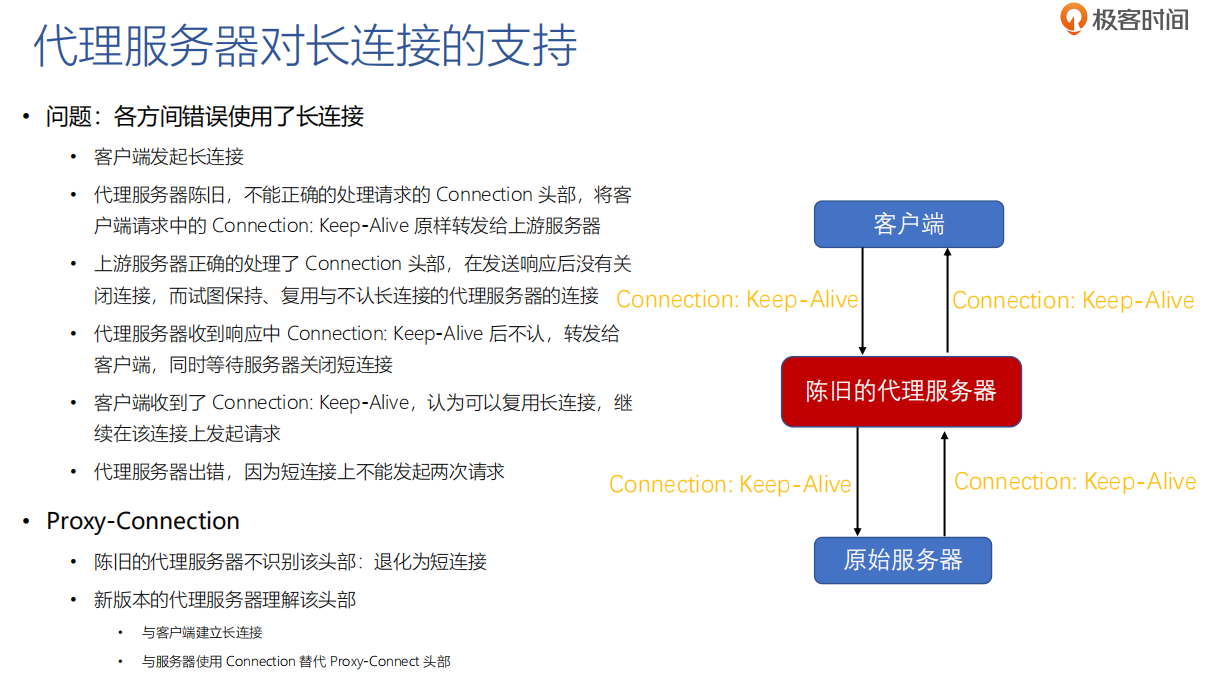 极客时间
代理服务器对长连接的支持
• 问题：各方间错误使用了长连接
• 客户端发起长连接
• 代理服务器陈旧，不能正确的处理请求的 Connection 头部，将客
户端请求中的 Connection: Keep-Alive 原样转发给上游服务器
• 上游服务器正确的处理了 Connection 头部，在发送响应后没有关
闭连接，而试图保持、复用与不认长连接的代理服务器的连接
• 代理服务器收到响应中 Connection: Keep-Alive 后不认，转发给
客户端，同时等待服务器关闭短连接
• 客户端收到了 Connection: Keep-Alive，认为可以复用长连接，继
续在该连接上发起请求
• 代理服务器出错，因为短连接上不能发起两次请求
• Proxy-Connection
• 陈旧的代理服务器不识别该头部：退化为短连接
• 新版本的代理服务器理解该头部
• 与客户端建立长连接
• 与服务器使用 Connection 替代 Proxy-Connect 头部
客户端
Connection: Keep-Alive
Connection: Keep-Alive
陈旧的代理服务器
Connection: Keep-Alive
Connection: Keep-Alive
原始服务器